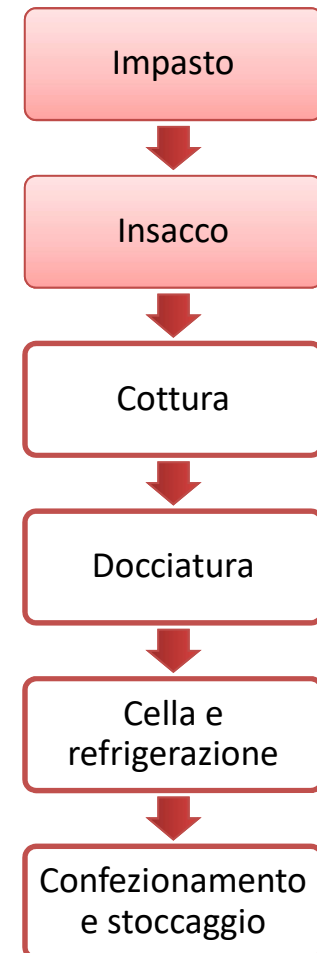 Impasto
Insacco
Cottura
Docciatura
Cella e
refrigerazione
Confezionamento
e stoccaggio